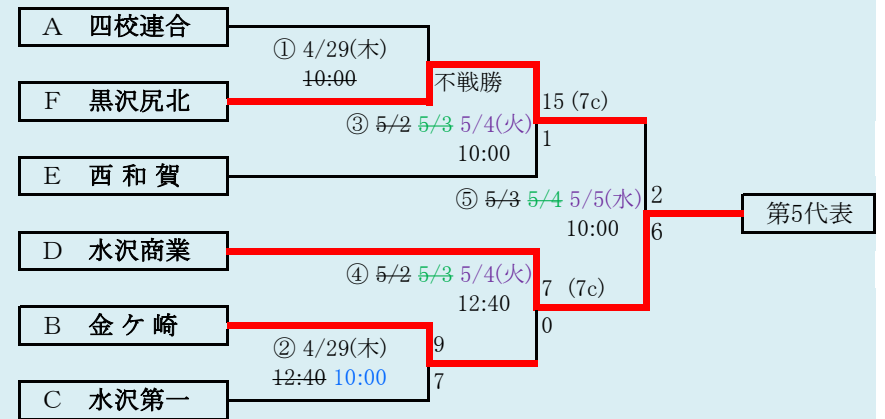 A 四校連合
① 4/29(木)
10:00
F 黒沢尻北
不戦勝
15 (7c)
③ 5/2 5/3 5/4(火)
10:00
1
E 西和賀
⑤ 5/3 5/4 5/5(水)
10:00
2
6
第5代表
D 水沢商業
④ 5/2 5/3 5/4(火)
12:40
7 (7c)
0
B 金ケ崎
② 4/29(木)
12:40 10:00
9
7
C 水沢第一